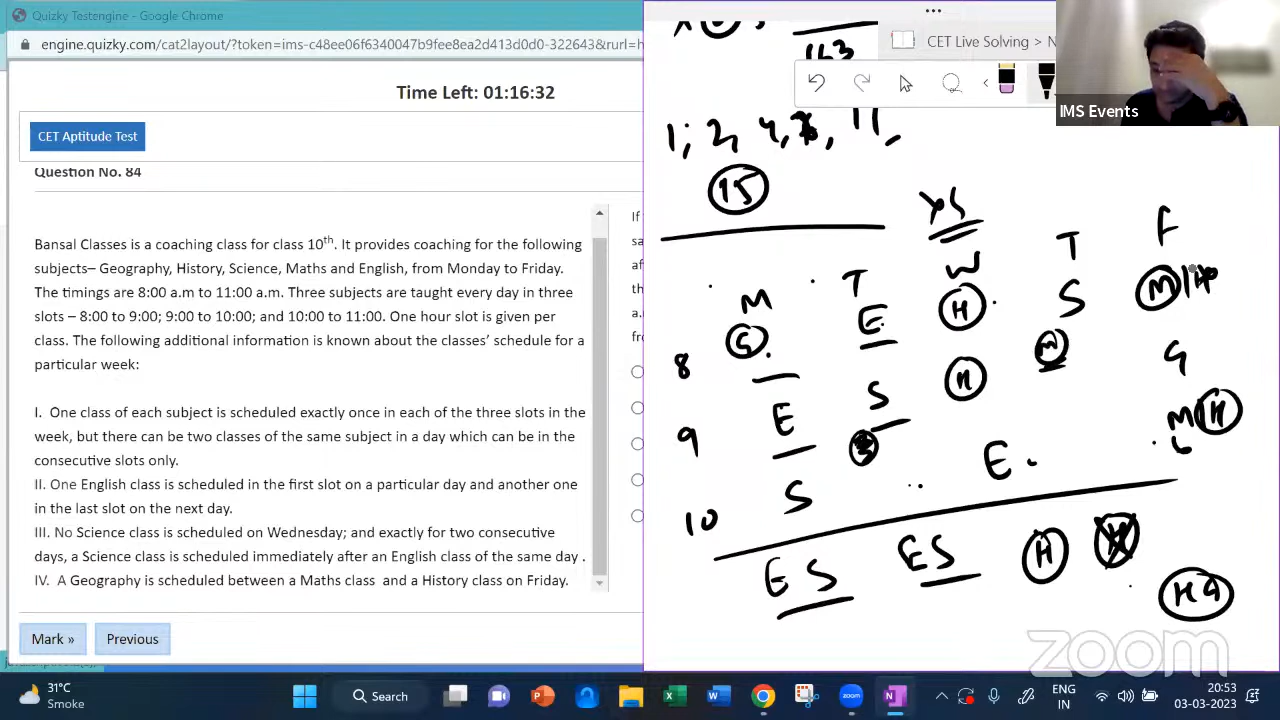 Quizky Testengine - Google Chrome
engine.quizky.com/cat2layout/?token=ims-c48ee06f6340047b9fee8ea2d413d0d0-322643&rurl=h
CET Live Solving > N
IMS Events
Time Left: 01:16:32
CET Aptitude Test
Question No. 84
Bansal Classes is a coaching class for class 10th. It provides coaching for the following
subjects– Geography, History, Science, Maths and English, from Monday to Friday.
The timings are 8:00 a.m to 11:00 a.m. Three subjects are taught every day in three
slots – 8:00 to 9:00; 9:00 to 10:00; and 10:00 to 11:00. One hour slot is given per
class. The following additional information is known about the classes' schedule for a
particular week:
I. One class of each subject is scheduled exactly once in each of the three slots in the
week, but there can be two classes of the same subject in a day which can be in the
consecutive slots only.
II. One English class is scheduled in the first slot on a particular day and another one
in the last slot on the next day.
III. No Science class is scheduled on Wednesday; and exactly for two consecutive
days, a Science class is scheduled immediately after an English class of the same day .
IV. A Geography is scheduled between a Maths class and a History class on Friday.
Mark »
Previous
If
sa
af
th
a.
fr
163
1; 2, 4, 11,
15
M T W T F
G E H S M/H
8
E S H M G
9
S E M/H
10
ES ES H
HG
zoom
31°C
Smoke
Search
ENG
IN
20:53
03-03-2023